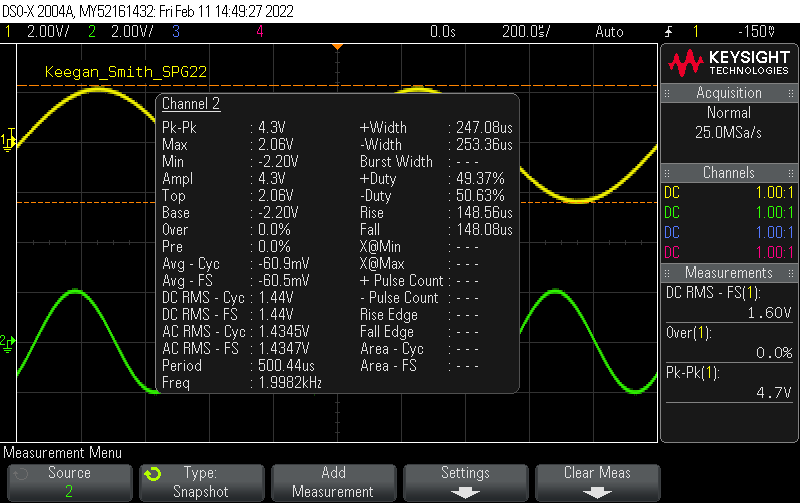 DSO-X 2004A, MY52161432: Fri Feb 11 14:49:27 2022
1 2.00V/ 2 2.00V/ 3 4 0.0s 200.0s/ Auto 1 -150V
KEYSIGHT
TECHNOLOGIES
Keegan_Smith_SPG22
Acquisition
Normal
25.0MSa/s
Channels
DC 1.00:1
DC 1.00:1
DC 1.00:1
DC 1.00:1
Measurements
DC RMS - FS(1):
1.60V
Over(1):
0.0%
Pk-Pk(1):
4.7V
T
1
2
Channel 2
Pk-Pk : 4.3V +Width : 247.08us
Max : 2.06V -Width : 253.36us
Min : -2.20V Burst Width : - - -
Ampl : 4.3V +Duty : 49.37%
Top : 2.06V -Duty : 50.63%
Base : -2.20V Rise : 148.56us
Over : 0.0% Fall : 148.08us
Pre : 0.0% X@Min : - - -
Avg - Cyc : -60.9mV X@Max : - - -
Avg - FS : -60.5mV + Pulse Count : - - -
DC RMS - Cyc : 1.44V - Pulse Count : - - -
DC RMS - FS : 1.44V Rise Edge : - - -
AC RMS - Cyc : 1.4345V Fall Edge : - - -
AC RMS - FS : 1.4347V Area - Cyc : - - -
Period : 500.44us Area - FS : - - -
Freq : 1.9982kHz
Measurement Menu
Source
2
Type:
Snapshot
Add
Measurement
Settings
Clear Meas